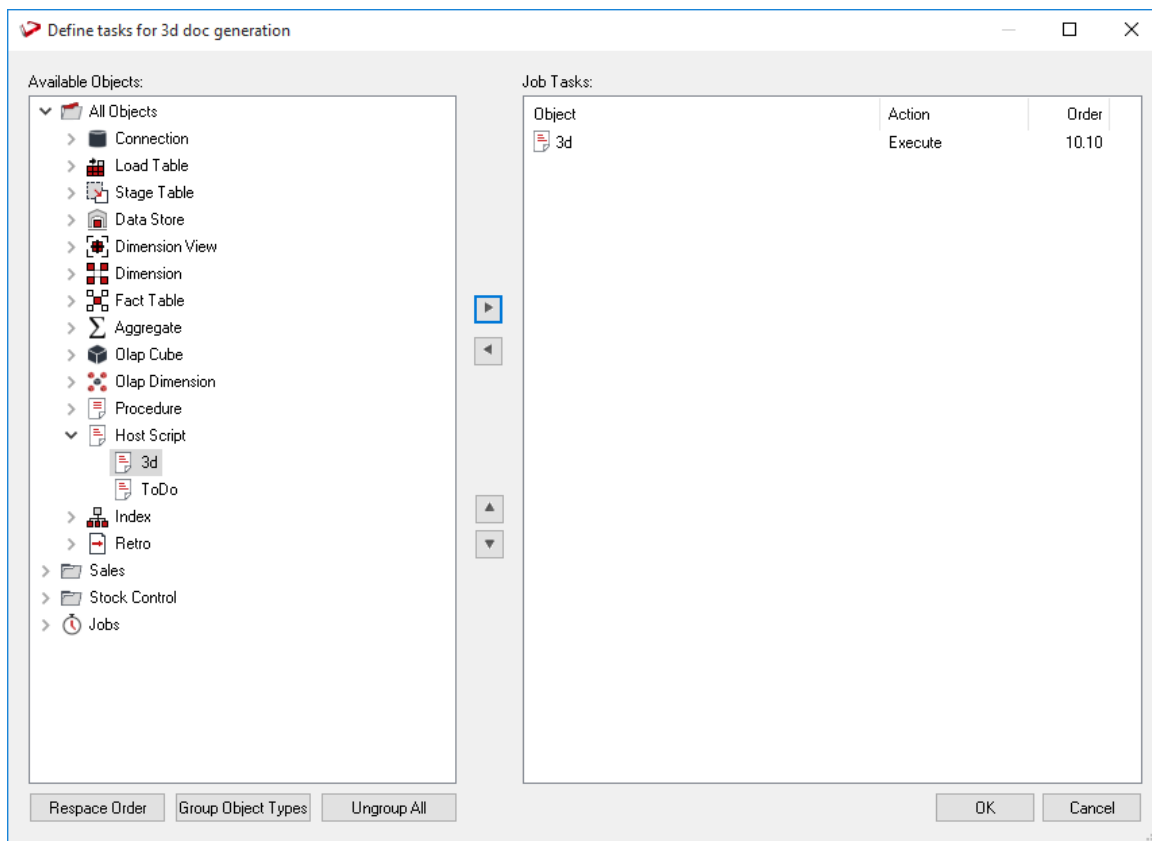 Define tasks for 3d doc generation
Available Objects:
All Objects
Connection
Load Table
Stage Table
Data Store
Dimension View
Dimension
Fact Table
Aggregate
Olap Cube
Olap Dimension
Procedure
Host Script
3d
ToDo
Index
Retro
Sales
Stock Control
Jobs
Job Tasks:
Object Action Order
3d Execute 10.10
Respace Order Group Object Types Ungroup All OK Cancel